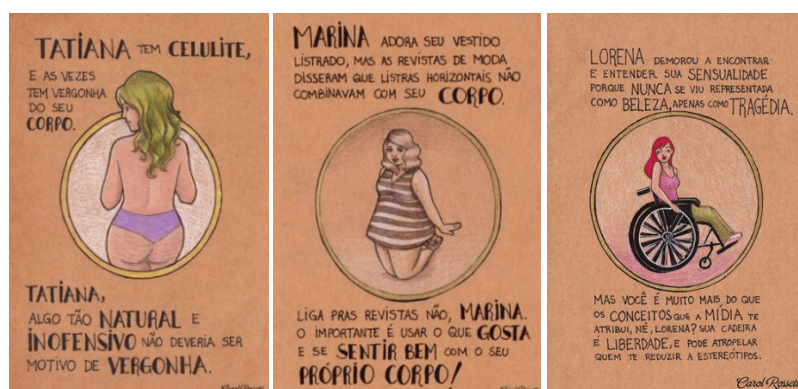 TATIANA TEM CELULITE,
E AS VEZES
TEM VERGONHA
DO SEU
CORPO.
TATIANA,
ALGO TÃO NATURAL E
INOFENSIVO NÃO DEVERIA SER
MOTIVO DE VERGONHA.
Carol Rossetti
MARINA ADORA SEU VESTIDO
LISTRADO, MAS AS REVISTAS DE MODA
DISSERAM QUE LISTRAS HORIZONTAIS NÃO
COMBINAVAM COM SEU CORPO.
LIGA PRAS REVISTAS NÃO, MARINA.
O IMPORTANTE É USAR O QUE GOSTA
E SE SENTIR BEM COM O SEU
PRÓPRIO CORPO!
Carol Rossetti
LORENA DEMOROU A ENCONTRAR
E ENTENDER SUA SENSUALIDADE
PORQUE NUNCA SE VIU REPRESENTADA
COMO BELEZA, APENAS COMO TRAGÉDIA.
MAS VOCÊ É MUITO MAIS DO QUE
OS CONCEITOS QUE A MÍDIA TE
ATRIBUI, NÉ, LORENA? SUA CADEIRA
É LIBERDADE, E PODE ATROPELAR
QUEM TE REDUZIR A ESTEREÓTIPOS.
Carol Rossetti